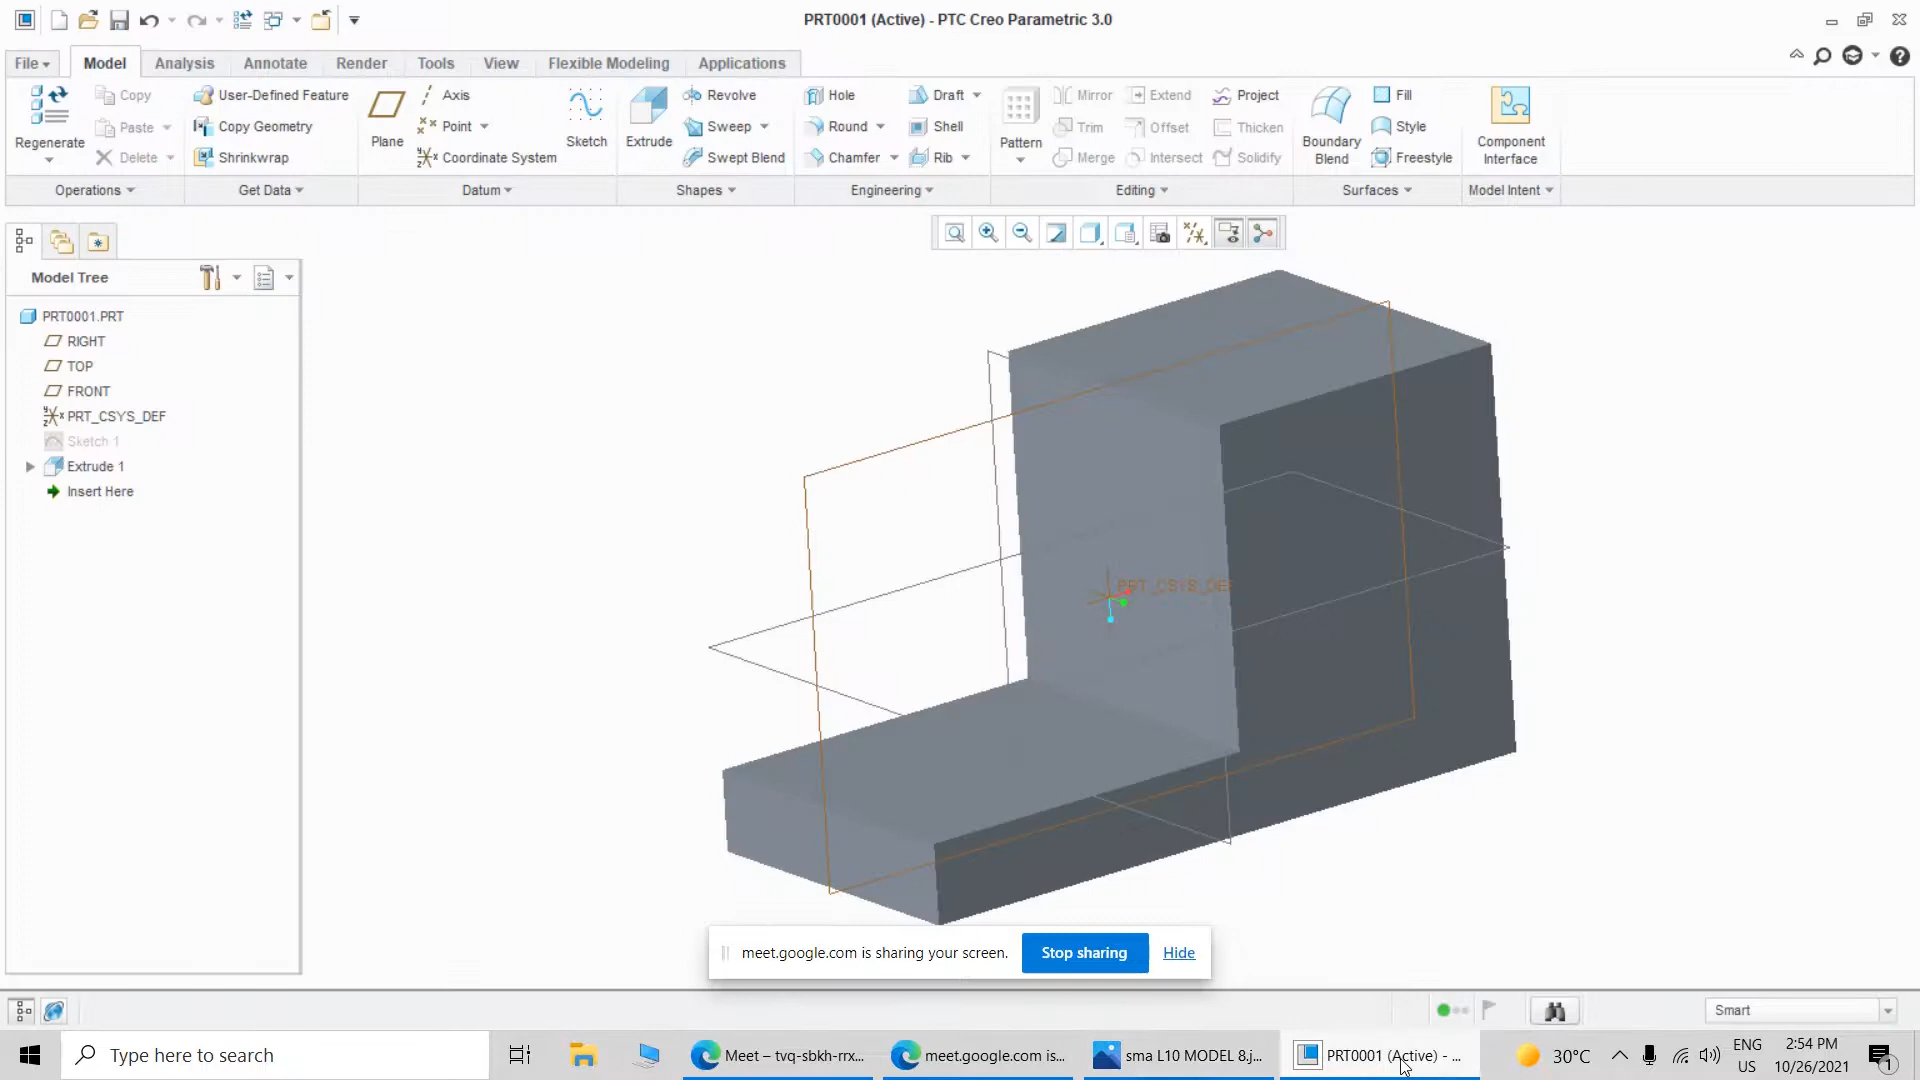 PRT0001 (Active) - PTC Creo Parametric 3.0
File Model Analysis Annotate Render Tools View Flexible Modeling Applications
Regenerate Copy Paste Delete
Operations
User-Defined Feature
Copy Geometry
Shrinkwrap
Get Data
Plane Axis Point Coordinate System Sketch
Datum
Extrude Revolve Sweep Swept Blend
Shapes
Hole Draft
Round Shell
Chamfer Rib
Engineering
Pattern Mirror Extend Project
Trim Offset Thicken
Merge Intersect Solidify
Editing
Boundary Blend Fill Style Freestyle
Surfaces
Component Interface
Model Intent
Model Tree
PRT0001.PRT
RIGHT
TOP
FRONT
PRT_CSYS_DEF
Sketch 1
Extrude 1
Insert Here
PRT_CSYS_DEF
meet.google.com is sharing your screen. Stop sharing Hide
Smart
Type here to search
Meet – tvq-sbkh-rrx...
meet.google.com is...
sma L10 MODEL 8.j...
PRT0001 (Active) - ...
30°C
ENG
US
2:54 PM
10/26/2021
1